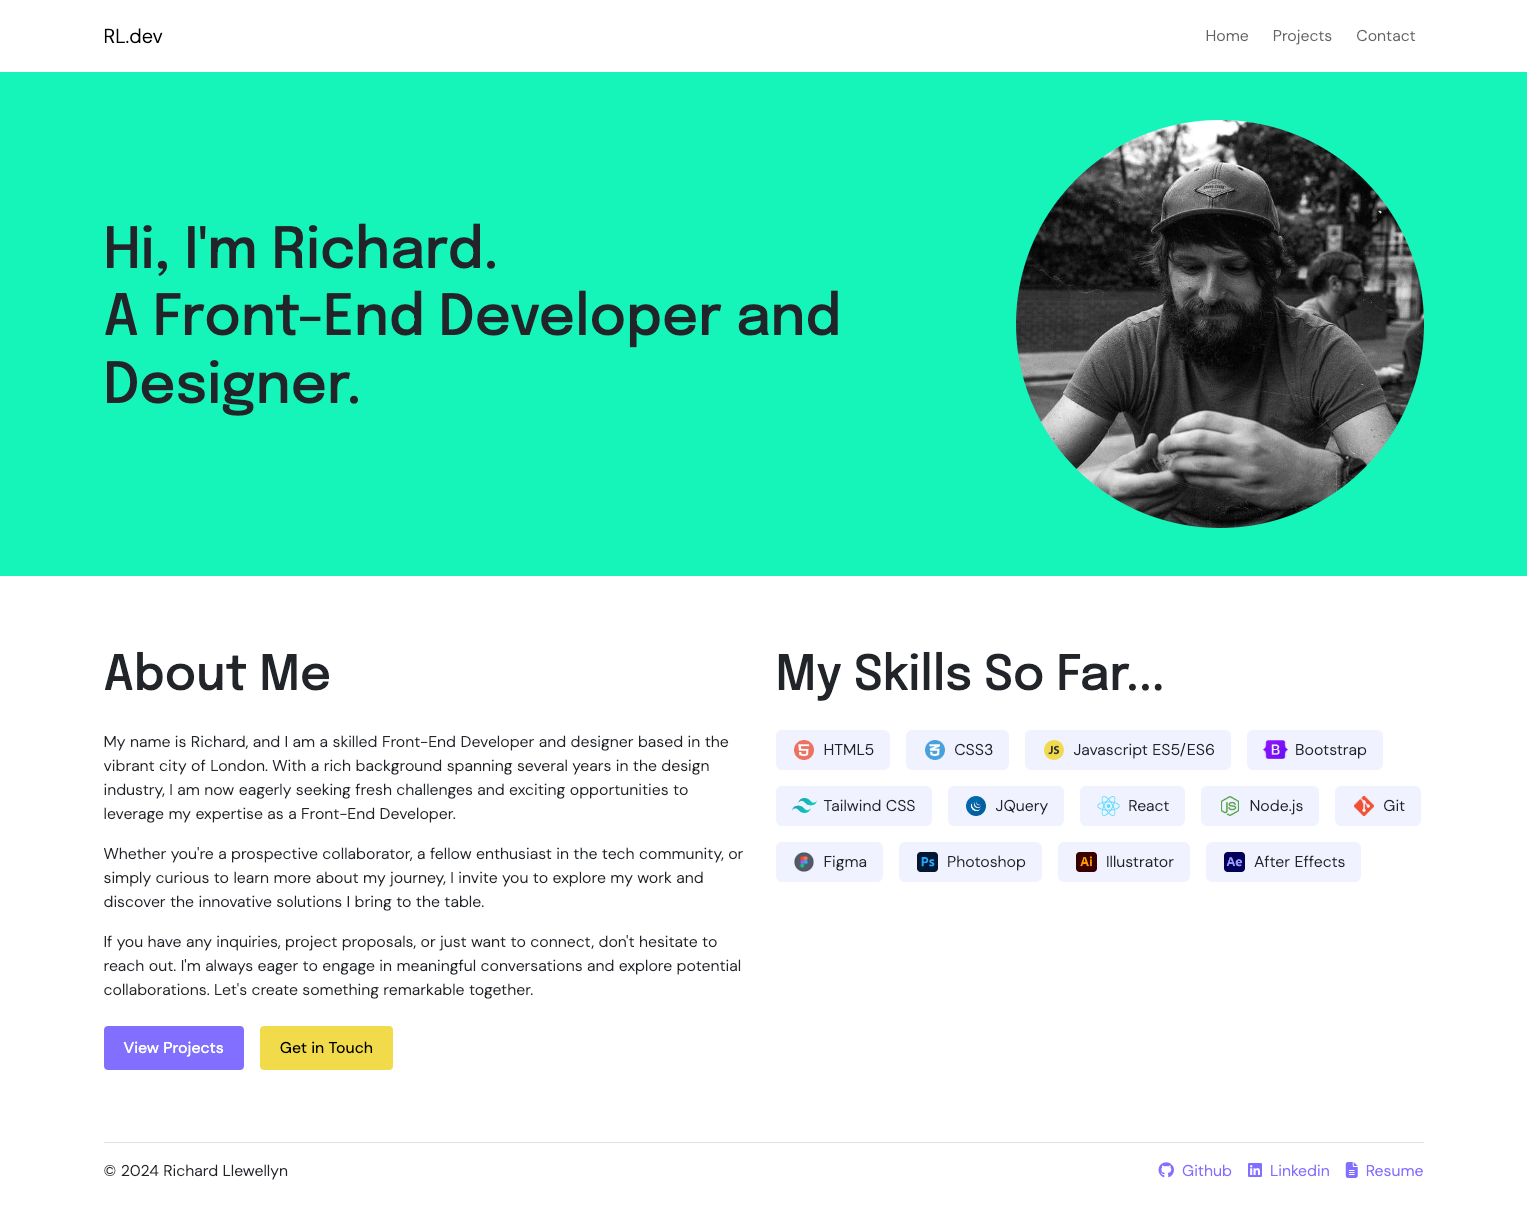 RL.dev
Home Projects Contact
Hi, I'm Richard.
A Front-End Developer and
Designer.
About Me
My name is Richard, and I am a skilled Front-End Developer and designer based in the
vibrant city of London. With a rich background spanning several years in the design
industry, I am now eagerly seeking fresh challenges and exciting opportunities to
leverage my expertise as a Front-End Developer.
Whether you're a prospective collaborator, a fellow enthusiast in the tech community, or
simply curious to learn more about my journey, I invite you to explore my work and
discover the innovative solutions I bring to the table.
If you have any inquiries, project proposals, or just want to connect, don't hesitate to
reach out. I'm always eager to engage in meaningful conversations and explore potential
collaborations. Let's create something remarkable together.
View Projects
Get in Touch
My Skills So Far...
HTML5
CSS3
JS Javascript ES5/ES6
B Bootstrap
Tailwind CSS
JQuery
React
JS Node.js
Git
Figma
Ps Photoshop
Ai Illustrator
Ae After Effects
© 2024 Richard Llewellyn
Github
in Linkedin
Resume